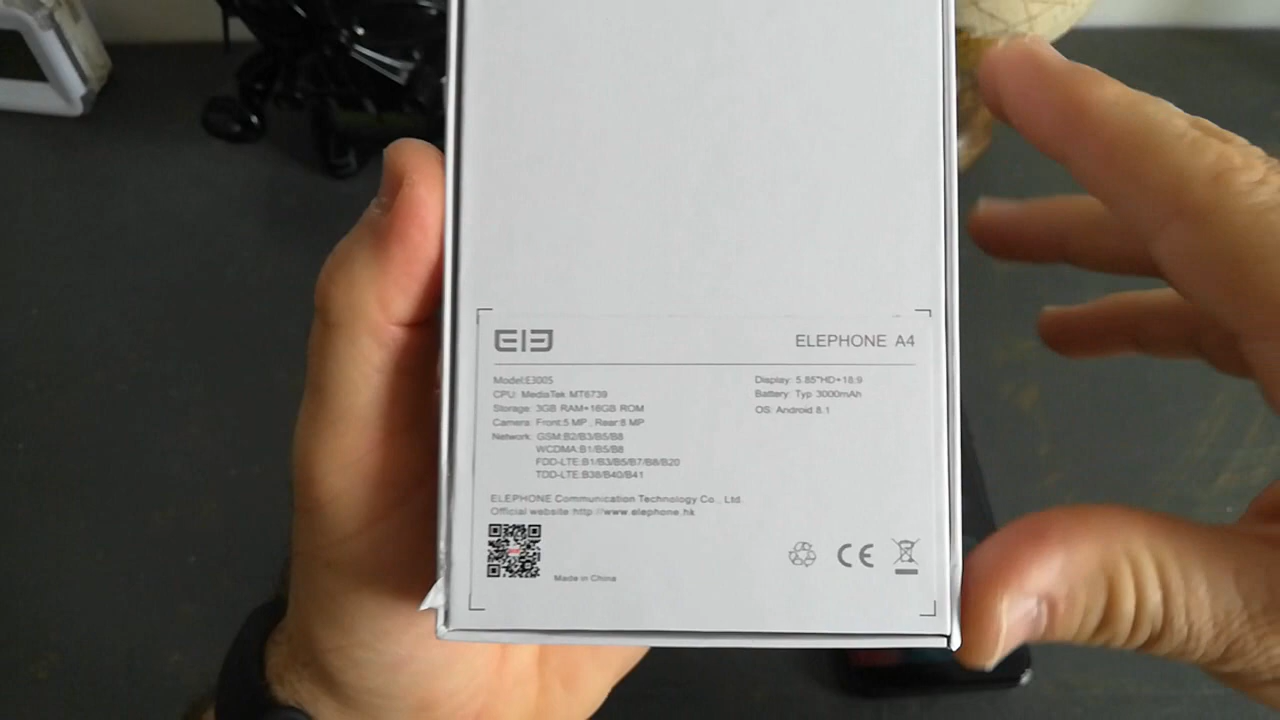 ELE
ELEPHONE A4
Model:E3005
CPU: MediaTek MT6739
Storage: 3GB RAM+16GB ROM
Camera: Front:5 MP , Rear:8 MP
Network: GSM:B2/B3/B5/B8
WCDMA:B1/B5/B8
FDD-LTE:B1/B3/B5/B7/B8/B20
TDD-LTE:B38/B40/B41
Display: 5.85"HD+18:9
Battery: Typ 3000mAh
OS: Android 8.1
ELEPHONE Communication Technology Co., Ltd.
Official website:http://www.elephone.hk
Made in China
CE